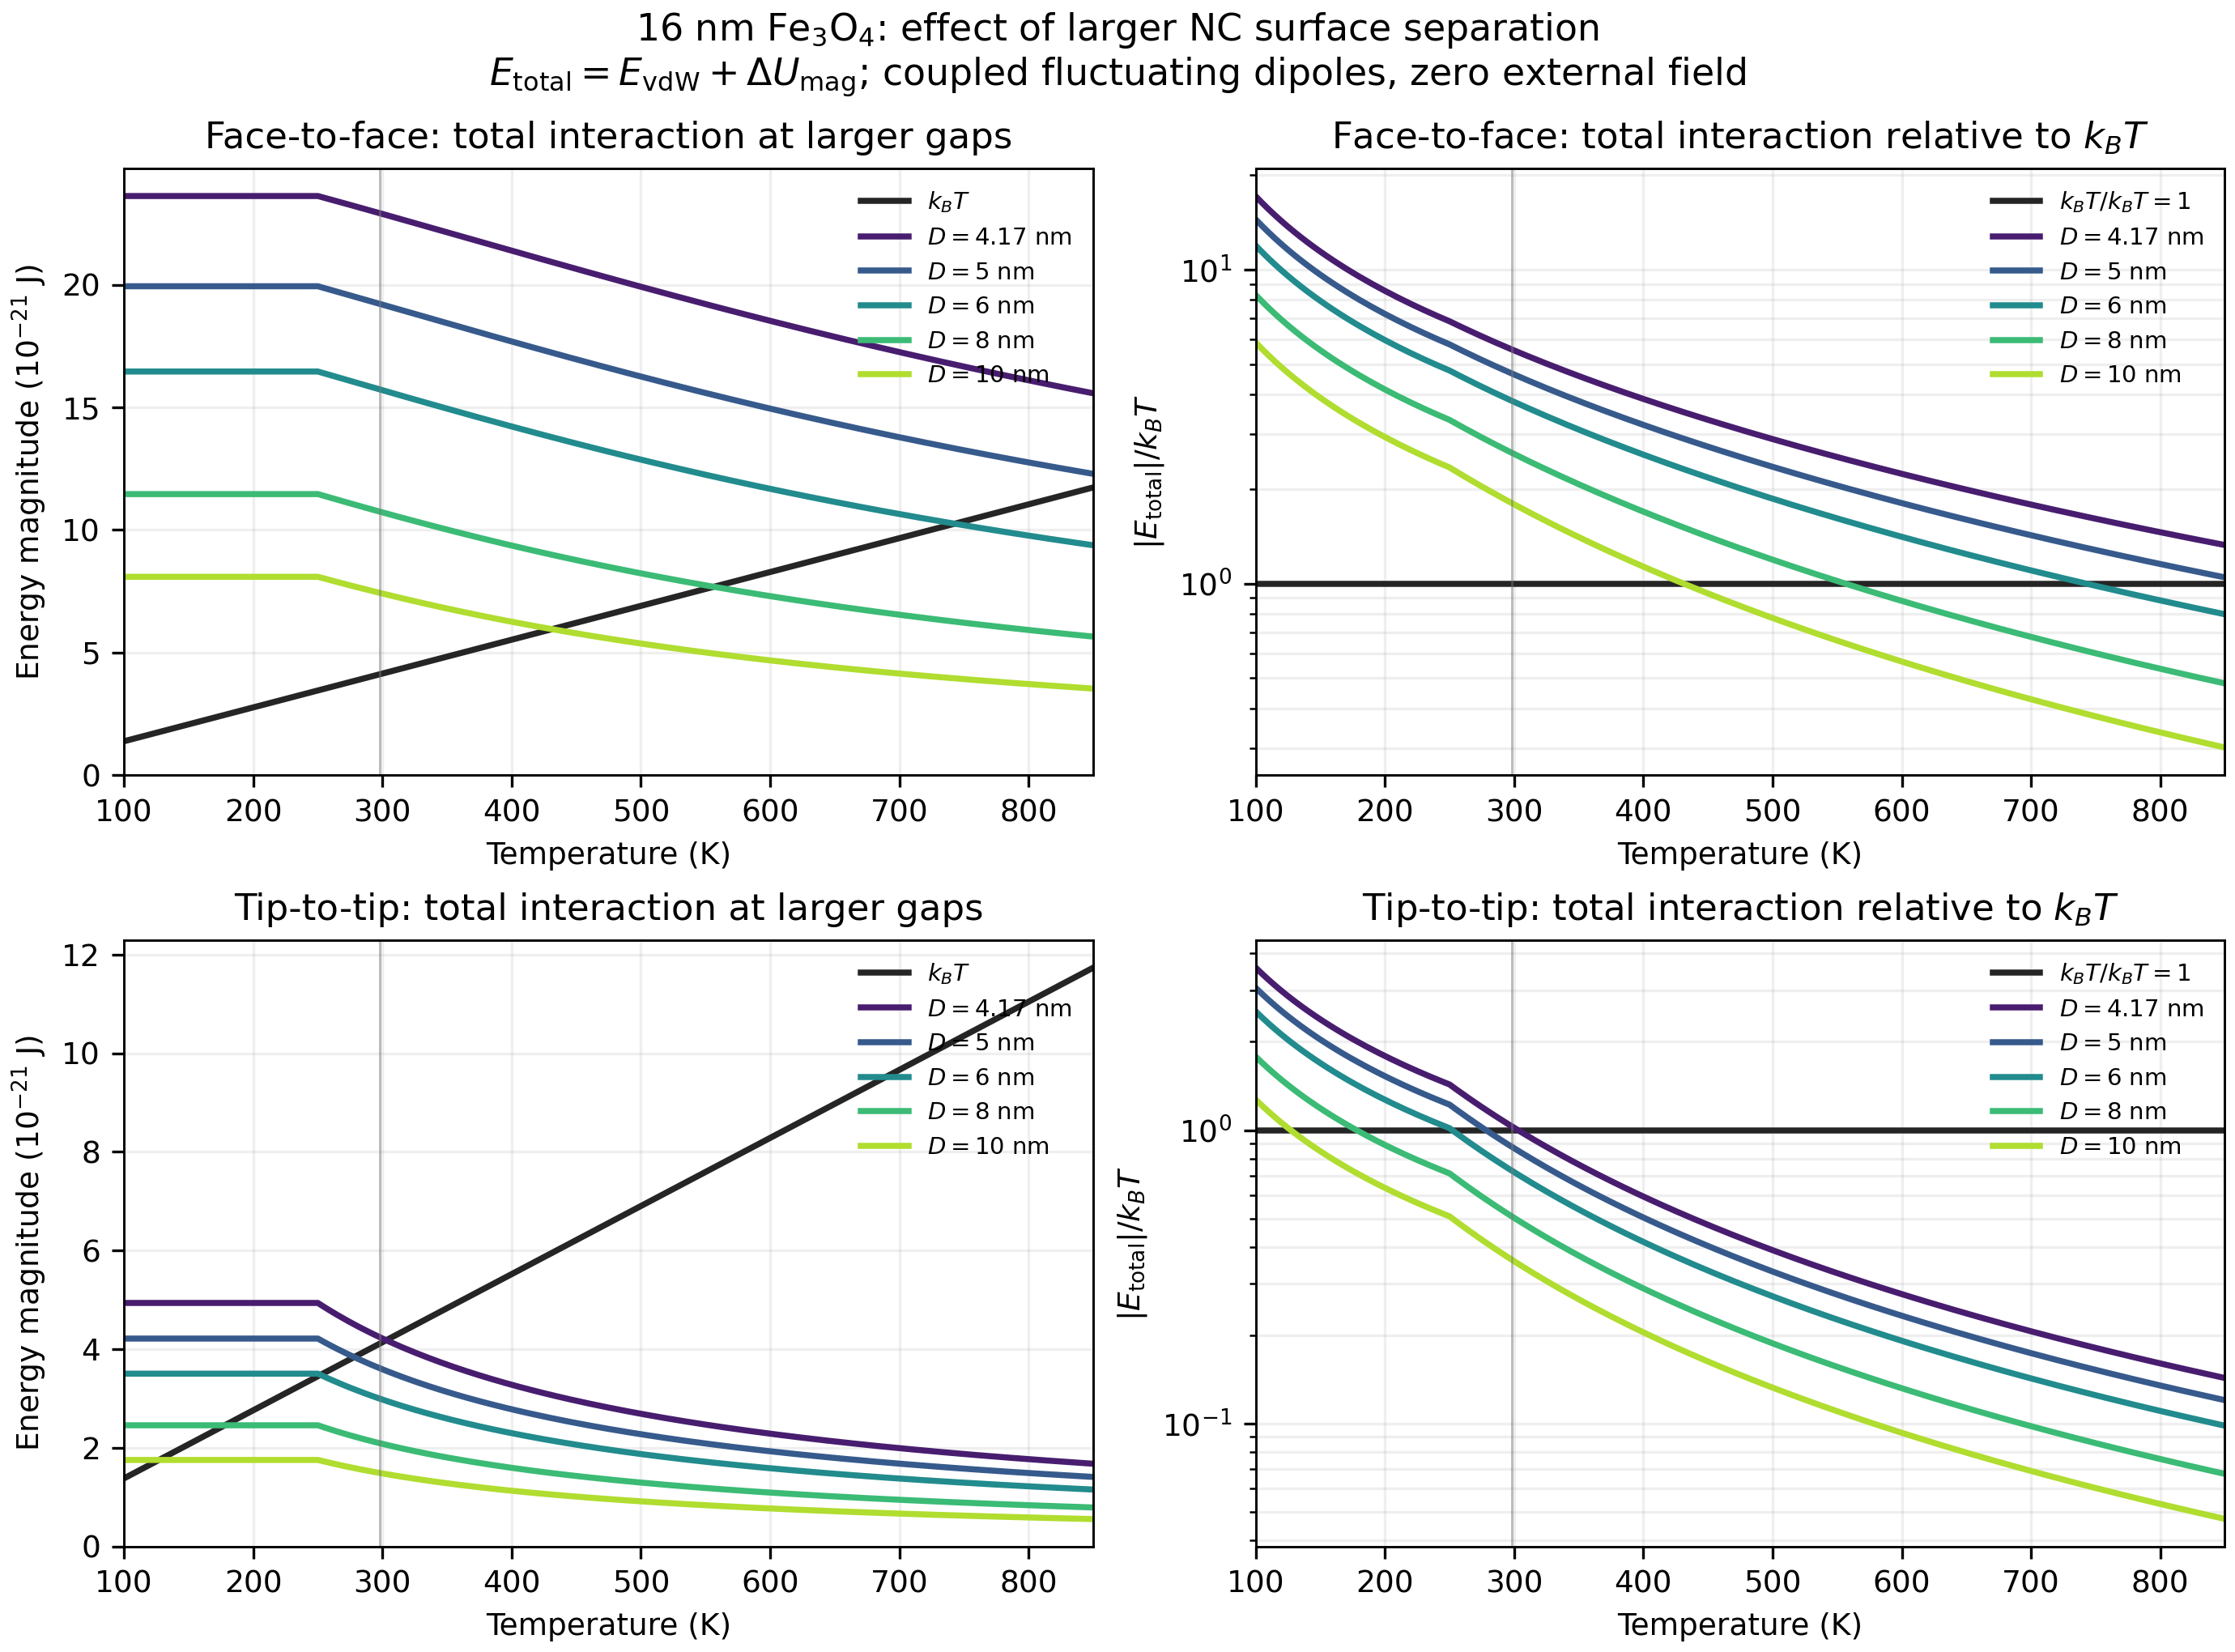 16 nm Fe₃O₄: effect of larger NC surface separation
E_total = E_vdW + ΔU_mag; coupled fluctuating dipoles, zero external field
Face-to-face: total interaction at larger gaps
Energy magnitude (10⁻²¹ J)
20
15
10
5
0
k_BT
D = 4.17 nm
D = 5 nm
D = 6 nm
D = 8 nm
D = 10 nm
100 200 300 400 500 600 700 800
Temperature (K)
Face-to-face: total interaction relative to k_BT
|E_total|/k_BT
10¹
10⁰
k_BT/k_BT = 1
D = 4.17 nm
D = 5 nm
D = 6 nm
D = 8 nm
D = 10 nm
100 200 300 400 500 600 700 800
Temperature (K)
Tip-to-tip: total interaction at larger gaps
Energy magnitude (10⁻²¹ J)
12
10
8
6
4
2
0
k_BT
D = 4.17 nm
D = 5 nm
D = 6 nm
D = 8 nm
D = 10 nm
100 200 300 400 500 600 700 800
Temperature (K)
Tip-to-tip: total interaction relative to k_BT
|E_total|/k_BT
10⁰
10⁻¹
k_BT/k_BT = 1
D = 4.17 nm
D = 5 nm
D = 6 nm
D = 8 nm
D = 10 nm
100 200 300 400 500 600 700 800
Temperature (K)